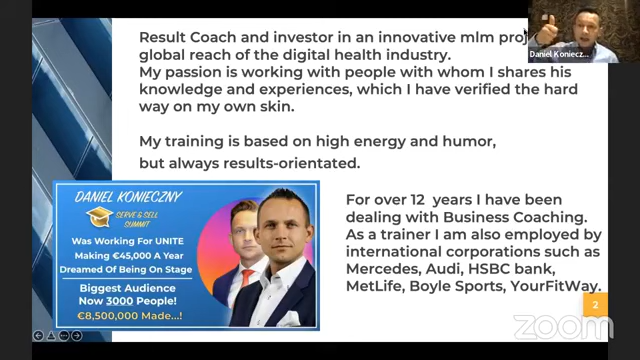 Result Coach and investor in an innovative mlm
global reach of the digital health industry.
My passion is working with people with whom I shares his
knowledge and experiences, which I have verified the hard
way on my own skin.
My training is based on high energy and humor,
but always results-orientated.
Daniel Koniecz...
DANIEL KONIECZNY
SERVE & SELL
SUMMIT
Was Working For UNITE
Making €45,000 A Year
Dreamed Of Being On Stage
Biggest Audience
Now 3000 People!
€8,500,000 Made...!
For over 12 years I have been
dealing with Business Coaching.
As a trainer I am also employed by
international corporations such as
Mercedes, Audi, HSBC bank,
MetLife, Boyle Sports, YourFitWay.
2
zoom